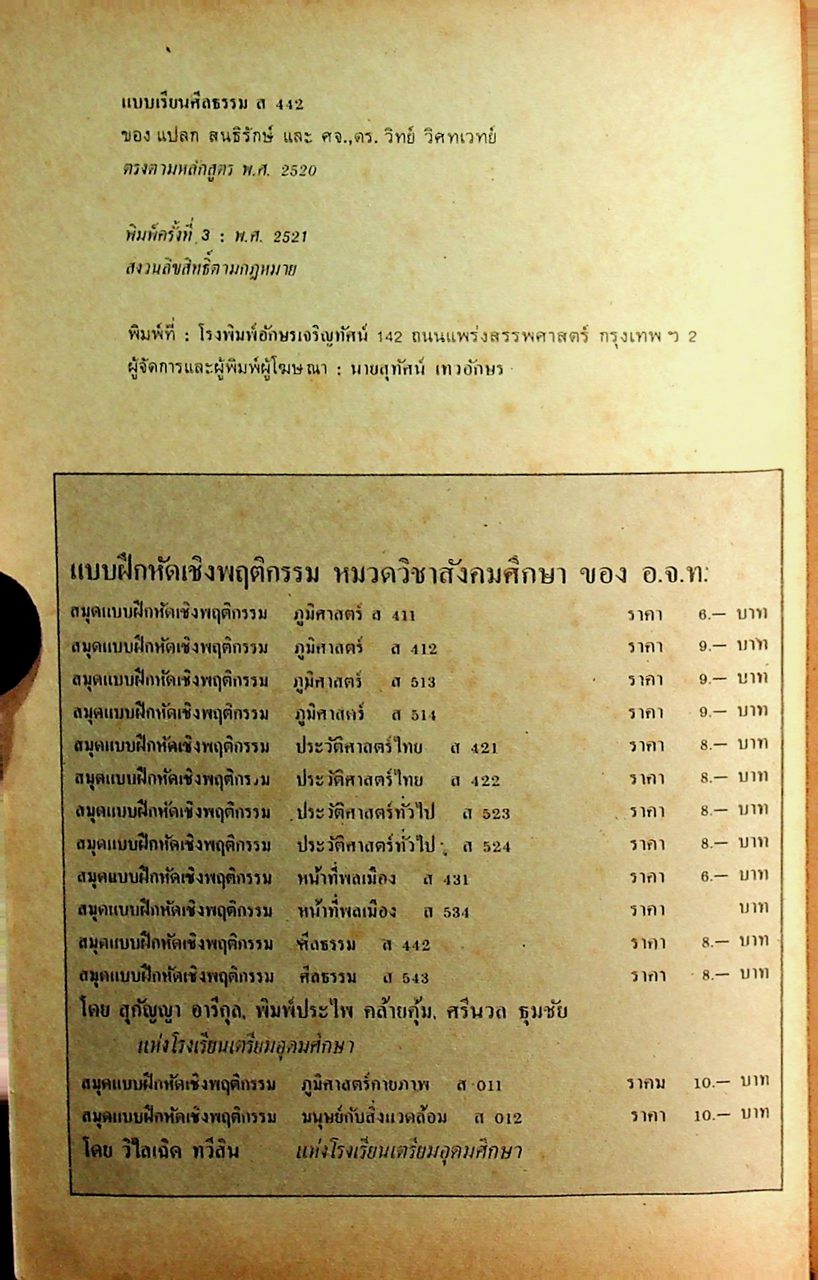 แบบเรียนศีลธรรม ส 442
ของ แปลก สนธิรักษ์ และ ศจ.,ดร. วิทย์ วิศทเวทย์
ตรงตามหลักสูตร พ.ศ. 2520
พิมพ์ครั้งที่ 3 : พ.ศ. 2521
สงวนลิขสิทธิ์ตามกฎหมาย
พิมพ์ที่ : โรงพิมพ์อักษรเจริญทัศน์ 142 ถนนแพร่งสรรพศาสตร์ กรุงเทพ ฯ 2
ผู้จัดการและผู้พิมพ์ผู้โฆษณา : นายสุทัศน์ เทวอักษร
แบบฝึกหัดเชิงพฤติกรรม หมวดวิชาสังคมศึกษา ของ อ.จ.ท.
สมุดแบบฝึกหัดเชิงพฤติกรรม ภูมิศาสตร์ ส 411 ราคา 6.— บาท
สมุดแบบฝึกหัดเชิงพฤติกรรม ภูมิศาสตร์ ส 412 ราคา 9.— บาท
สมุดแบบฝึกหัดเชิงพฤติกรรม ภูมิศาสตร์ ส 513 ราคา 9.— บาท
สมุดแบบฝึกหัดเชิงพฤติกรรม ภูมิศาสตร์ ส 514 ราคา 9.— บาท
สมุดแบบฝึกหัดเชิงพฤติกรรม ประวัติศาสตร์ไทย ส 421 ราคา 8.— บาท
สมุดแบบฝึกหัดเชิงพฤติกรรม ประวัติศาสตร์ไทย ส 422 ราคา 8.— บาท
สมุดแบบฝึกหัดเชิงพฤติกรรม ประวัติศาสตร์ทั่วไป ส 523 ราคา 8.— บาท
สมุดแบบฝึกหัดเชิงพฤติกรรม ประวัติศาสตร์ทั่วไป ส 524 ราคา 8.— บาท
สมุดแบบฝึกหัดเชิงพฤติกรรม หน้าที่พลเมือง ส 431 ราคา 6.— บาท
สมุดแบบฝึกหัดเชิงพฤติกรรม หน้าที่พลเมือง ส 534 ราคา บาท
สมุดแบบฝึกหัดเชิงพฤติกรรม ศีลธรรม ส 442 ราคา 8.— บาท
สมุดแบบฝึกหัดเชิงพฤติกรรม ศีลธรรม ส 543 ราคา 8.— บาท
โดย สุกัญญา อารีกุล, พิมพ์ประไพ คล้ายคุ้ม, ศรีนวล ธุมชัย
แห่งโรงเรียนเตรียมอุดมศึกษา
สมุดแบบฝึกหัดเชิงพฤติกรรม ภูมิศาสตร์กายภาพ ส 011 ราคม 10.— บาท
สมุดแบบฝึกหัดเชิงพฤติกรรม มนุษย์กับสิ่งแวดล้อม ส 012 ราคา 10.— บาท
โดย วิไลเฉิด ทวีสิน แห่งโรงเรียนเตรียมอุดมศึกษา